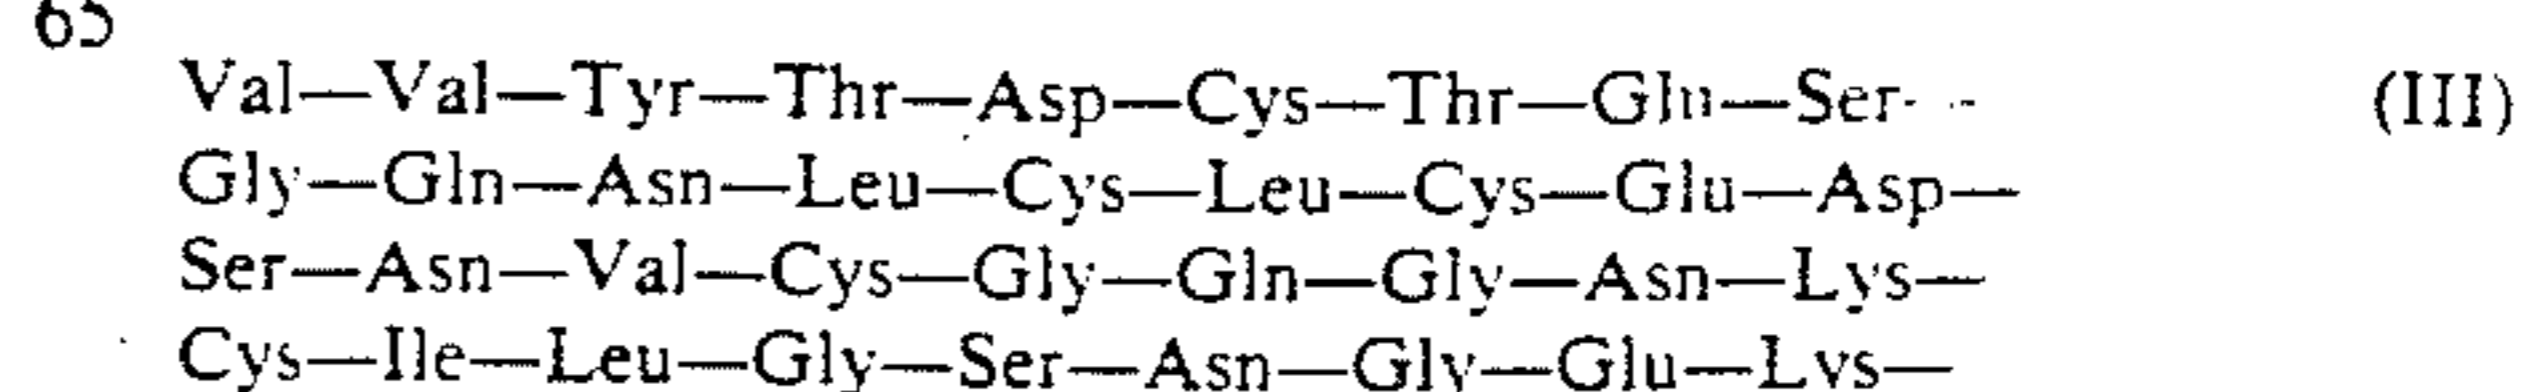 65
Val—Val—Tyr—Thr—Asp—Cys—Thr—Glu—Ser- - (III)
Gly—Gln—Asn—Leu—Cys—Leu—Cys—Glu—Asp—
Ser—Asn—Val—Cys—Gly—Gln—Gly—Asn—Lys—
Cys—Ile—Leu—Gly—Ser—Asn—Gly—Glu—Lys—